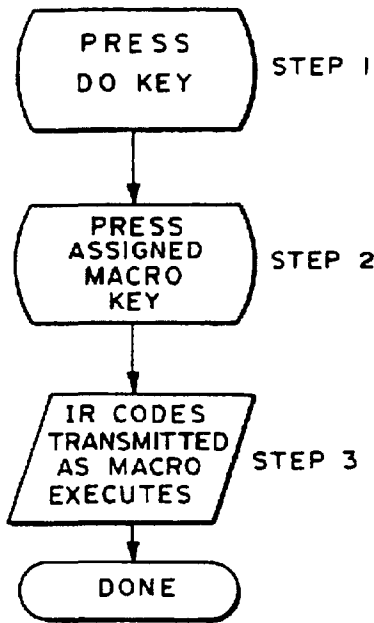 PRESS
DO KEY
STEP 1
PRESS
ASSIGNED
MACRO
KEY
STEP 2
IR CODES
TRANSMITTED
AS MACRO
EXECUTES
STEP 3
DONE